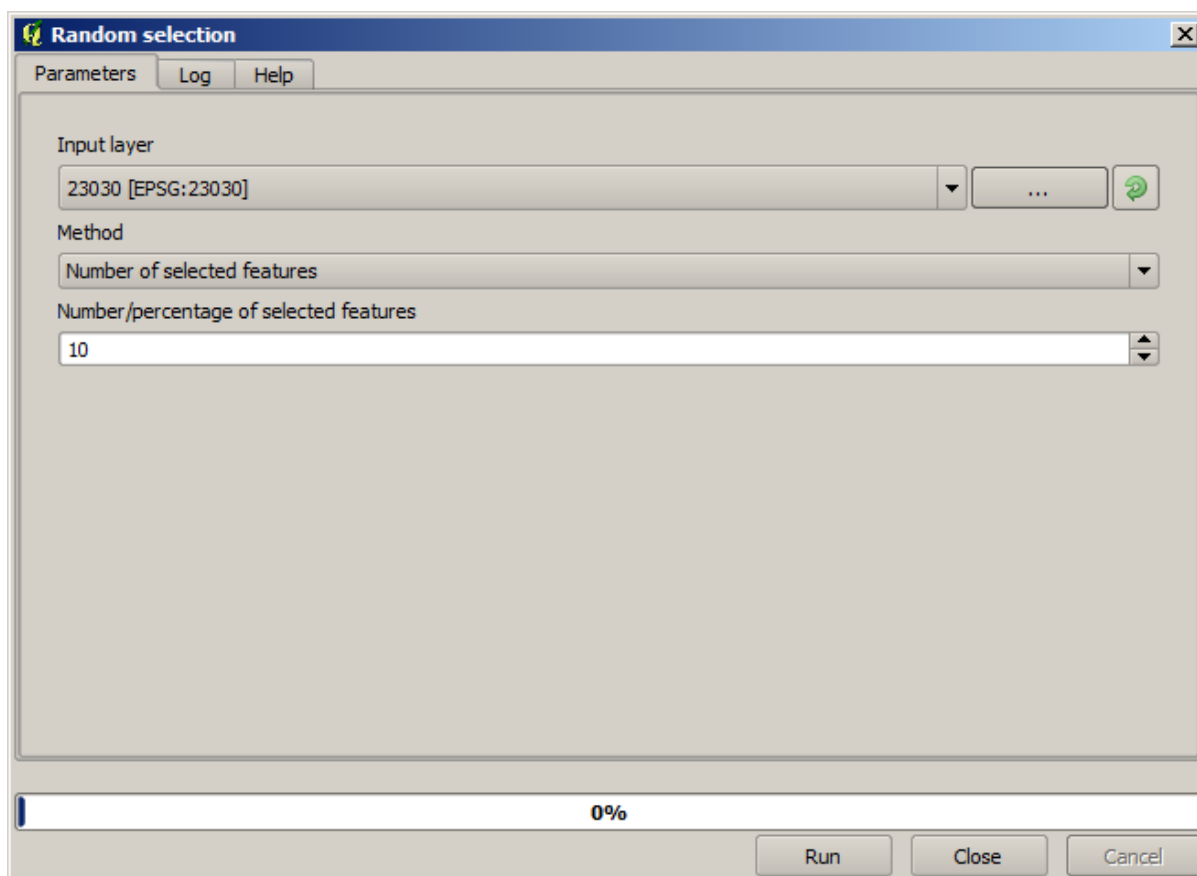 Random selection
Parameters Log Help
Input layer
23030 [EPSG:23030] ...
Method
Number of selected features
Number/percentage of selected features
10
0%
Run Close Cancel